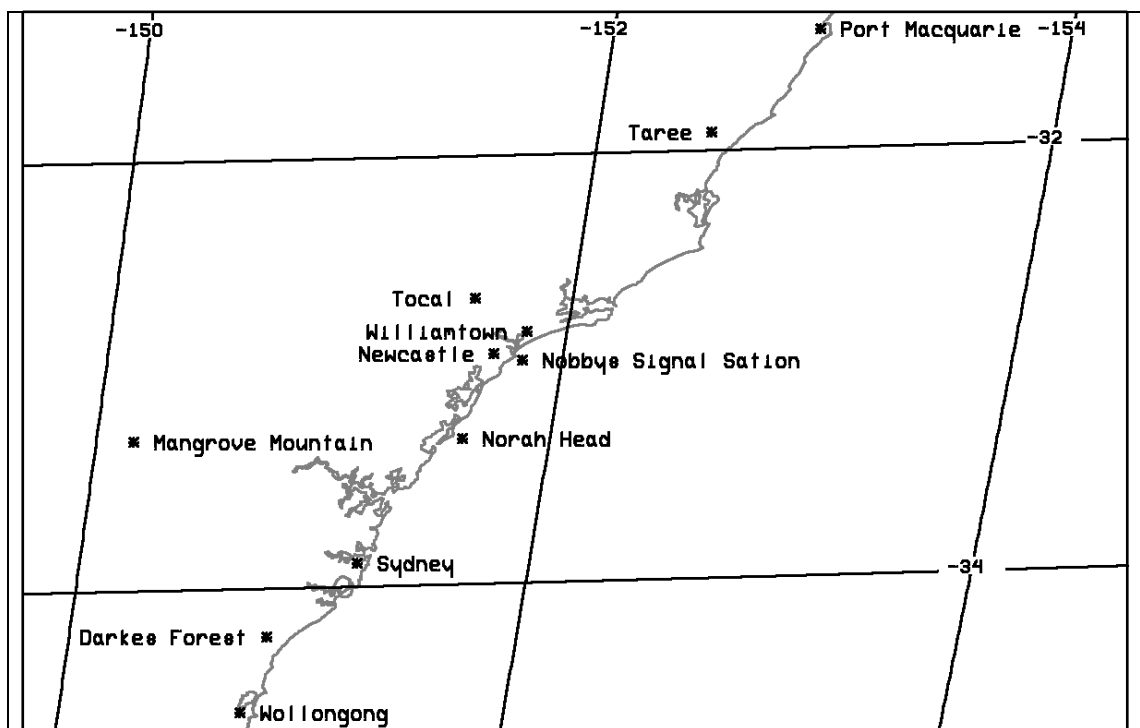 -150
-152
Port Macquarie
-154
Taree
-32
Tocal
Williamtown
Newcastle
Nobbys Signal Sation
Norah Head
Mangrove Mountain
Sydney
-34
Darkes Forest
Wollongong